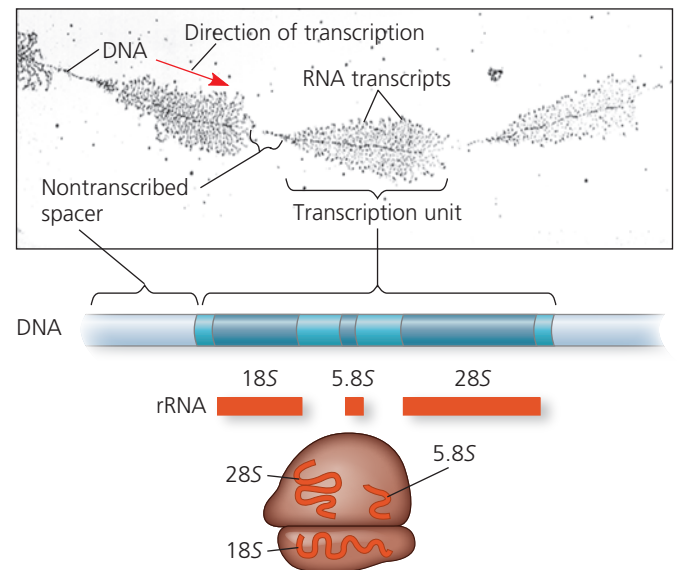 Direction of transcription
DNA
RNA transcripts
Nontranscribed
spacer
Transcription unit
DNA
18S 5.8S 28S
rRNA
28S
5.8S
18S